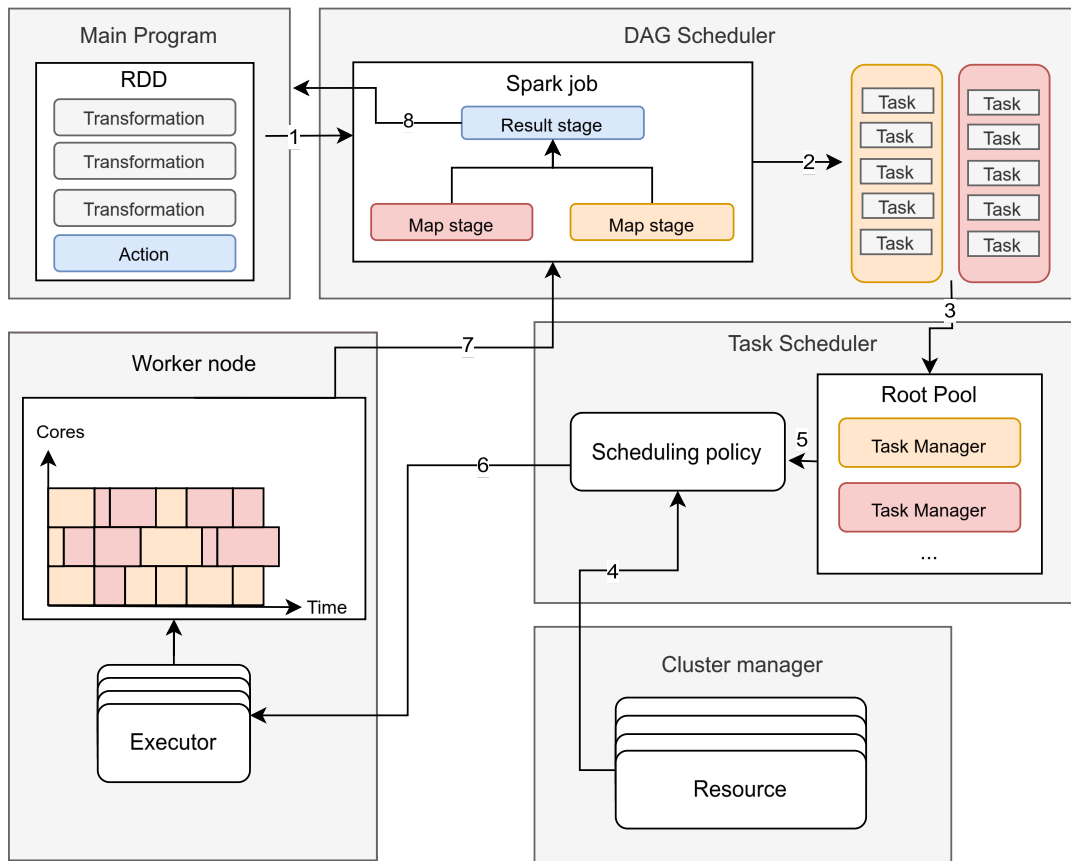 Main Program
RDD
Transformation
Transformation
Transformation
Action
1
DAG Scheduler
Spark job
8
Result stage
Map stage
Map stage
2
Task
Task
Task
Task
Task
Task
Task
Task
Task
Task
3
Worker node
Cores
Time
Executor
7
6
Task Scheduler
Scheduling policy
5
Root Pool
Task Manager
Task Manager
...
4
Cluster manager
Resource